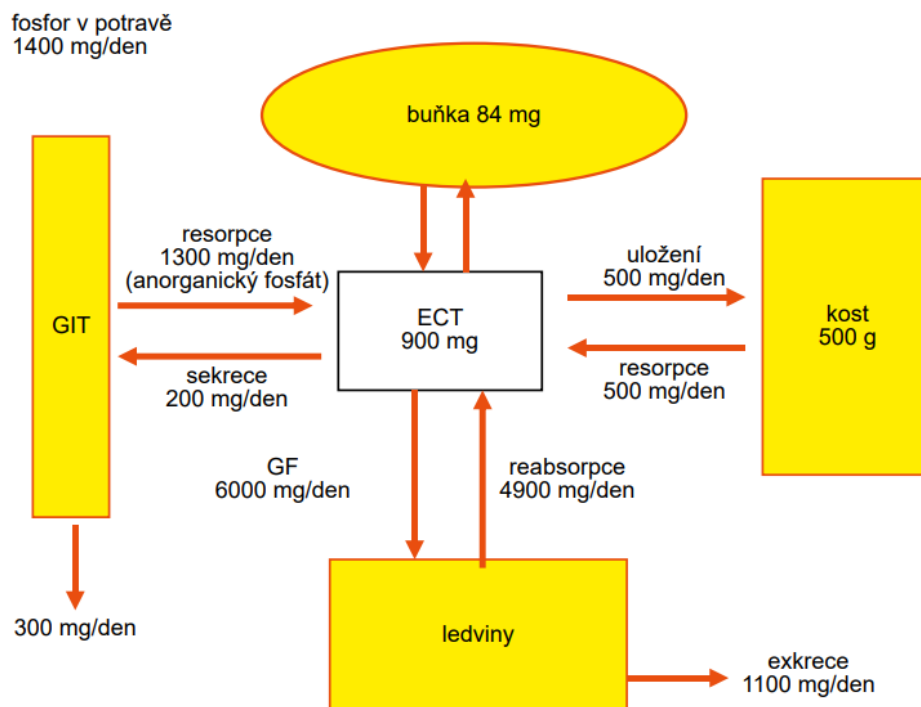 fosfor v potravě
1400 mg/den
buňka 84 mg
resorpce
1300 mg/den
(anorganický fosfát)
uložení
500 mg/den
GIT
ECT
900 mg
kost
500 g
sekrece
200 mg/den
resorpce
500 mg/den
GF
6000 mg/den
reabsorpce
4900 mg/den
300 mg/den
ledviny
exkrece
1100 mg/den